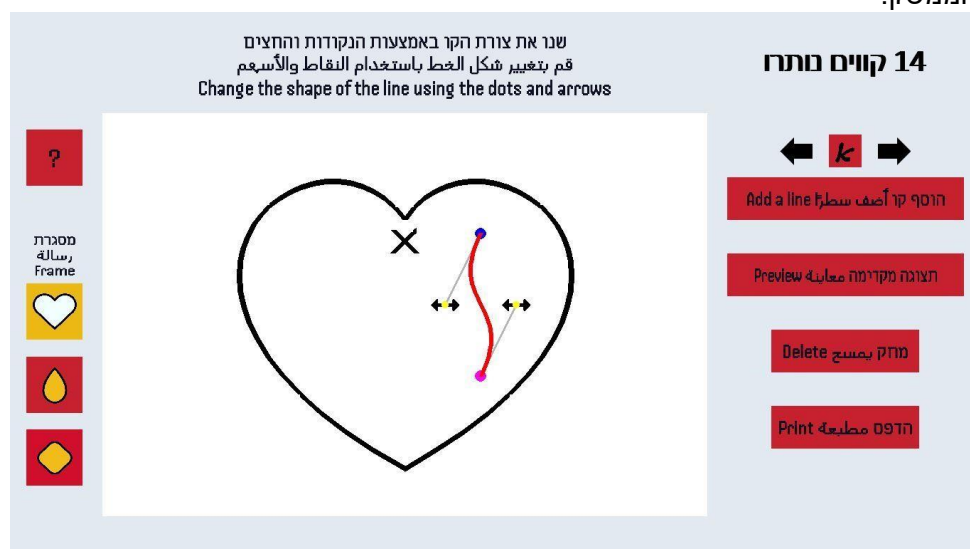 שנו את צורת הקו באמצעות הנקודות והחצים
قم بتغيير شكل الخط باستخدام النقاط والأسهم
Change the shape of the line using the dots and arrows
14 קווים נותרו
?
א
הוסף קו أضف سطرًا Add a line
תצוגה מקדימה معاينة Preview
מחק يمسح Delete
הדפס مطبعة Print
מסגרת
رسالة
Frame